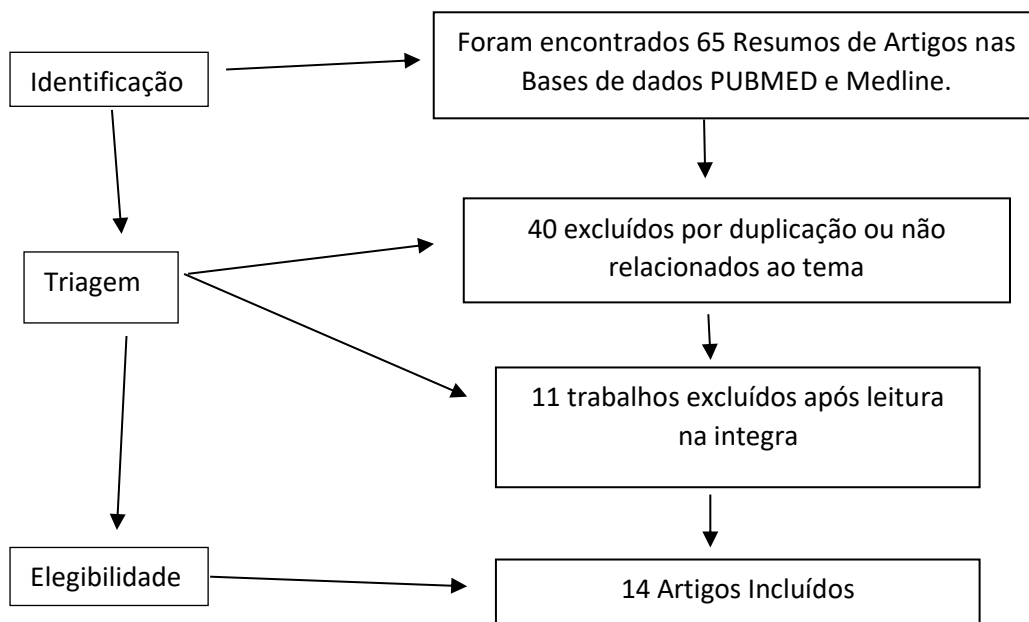 Identificação
Foram encontrados 65 Resumos de Artigos nas
Bases de dados PUBMED e Medline.
Triagem
40 excluídos por duplicação ou não
relacionados ao tema
11 trabalhos excluídos após leitura
na integra
Elegibilidade
14 Artigos Incluídos